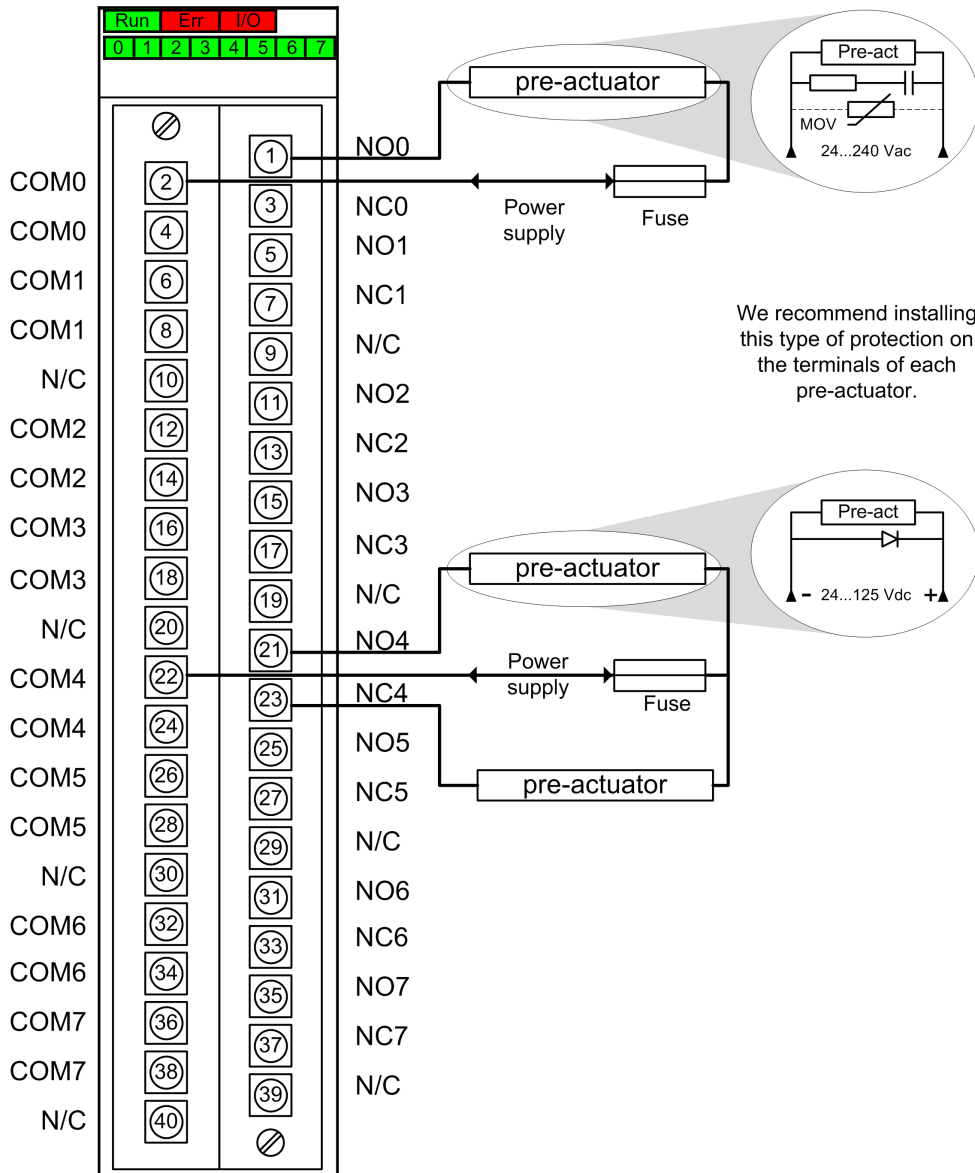 Run Err I/O
0 1 2 3 4 5 6 7
pre-actuator
Pre-act
MOV
24...240 Vac
1 NO0
COM0 2
3 NC0
Power
supply
Fuse
COM0 4
5 NO1
COM1 6
7 NC1
COM1 8
9 N/C
We recommend installing
this type of protection on
the terminals of each
pre-actuator.
N/C 10
11 NO2
COM2 12
13 NC2
COM2 14
15 NO3
COM3 16
17 NC3
COM3 18
19 N/C
pre-actuator
Pre-act
- 24...125 Vdc +
N/C 20
21 NO4
COM4 22
23 NC4
Power
supply
Fuse
COM4 24
25 NO5
COM5 26
27 NC5
pre-actuator
COM5 28
29 N/C
N/C 30
31 NO6
COM6 32
33 NC6
COM6 34
35 NO7
COM7 36
37 NC7
COM7 38
39 N/C
N/C 40